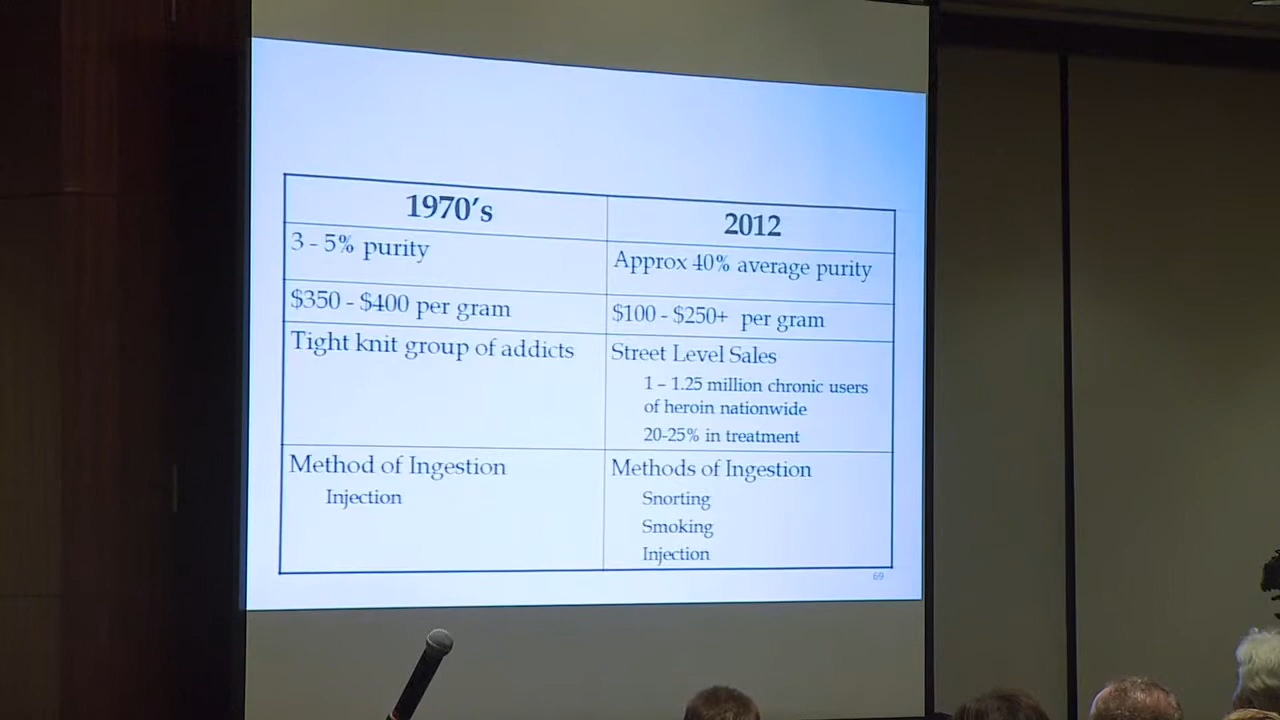 1970's
2012
3 - 5% purity
Approx 40% average purity
$350 - $400 per gram
$100 - $250+ per gram
Tight knit group of addicts
Street Level Sales
1 – 1.25 million chronic users
of heroin nationwide
20-25% in treatment
Method of Ingestion
Injection
Methods of Ingestion
Snorting
Smoking
Injection
69